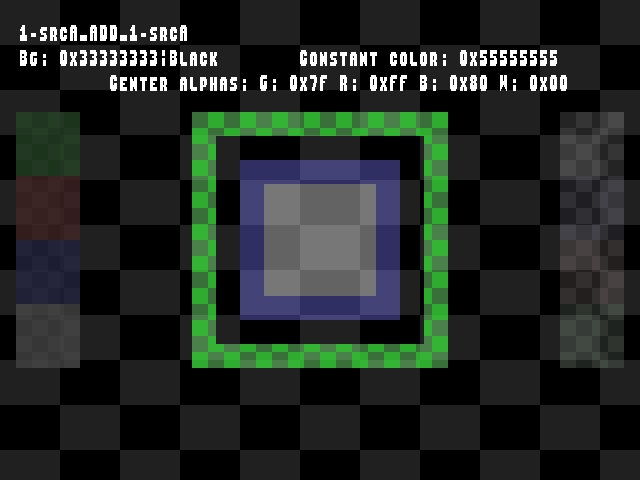 1-srcA_ADD_1-srcA
Bg: 0x33333333¦Black Constant color: 0x55555555
Center alphas: G: 0x7F R: 0xFF B: 0x80 W: 0x00